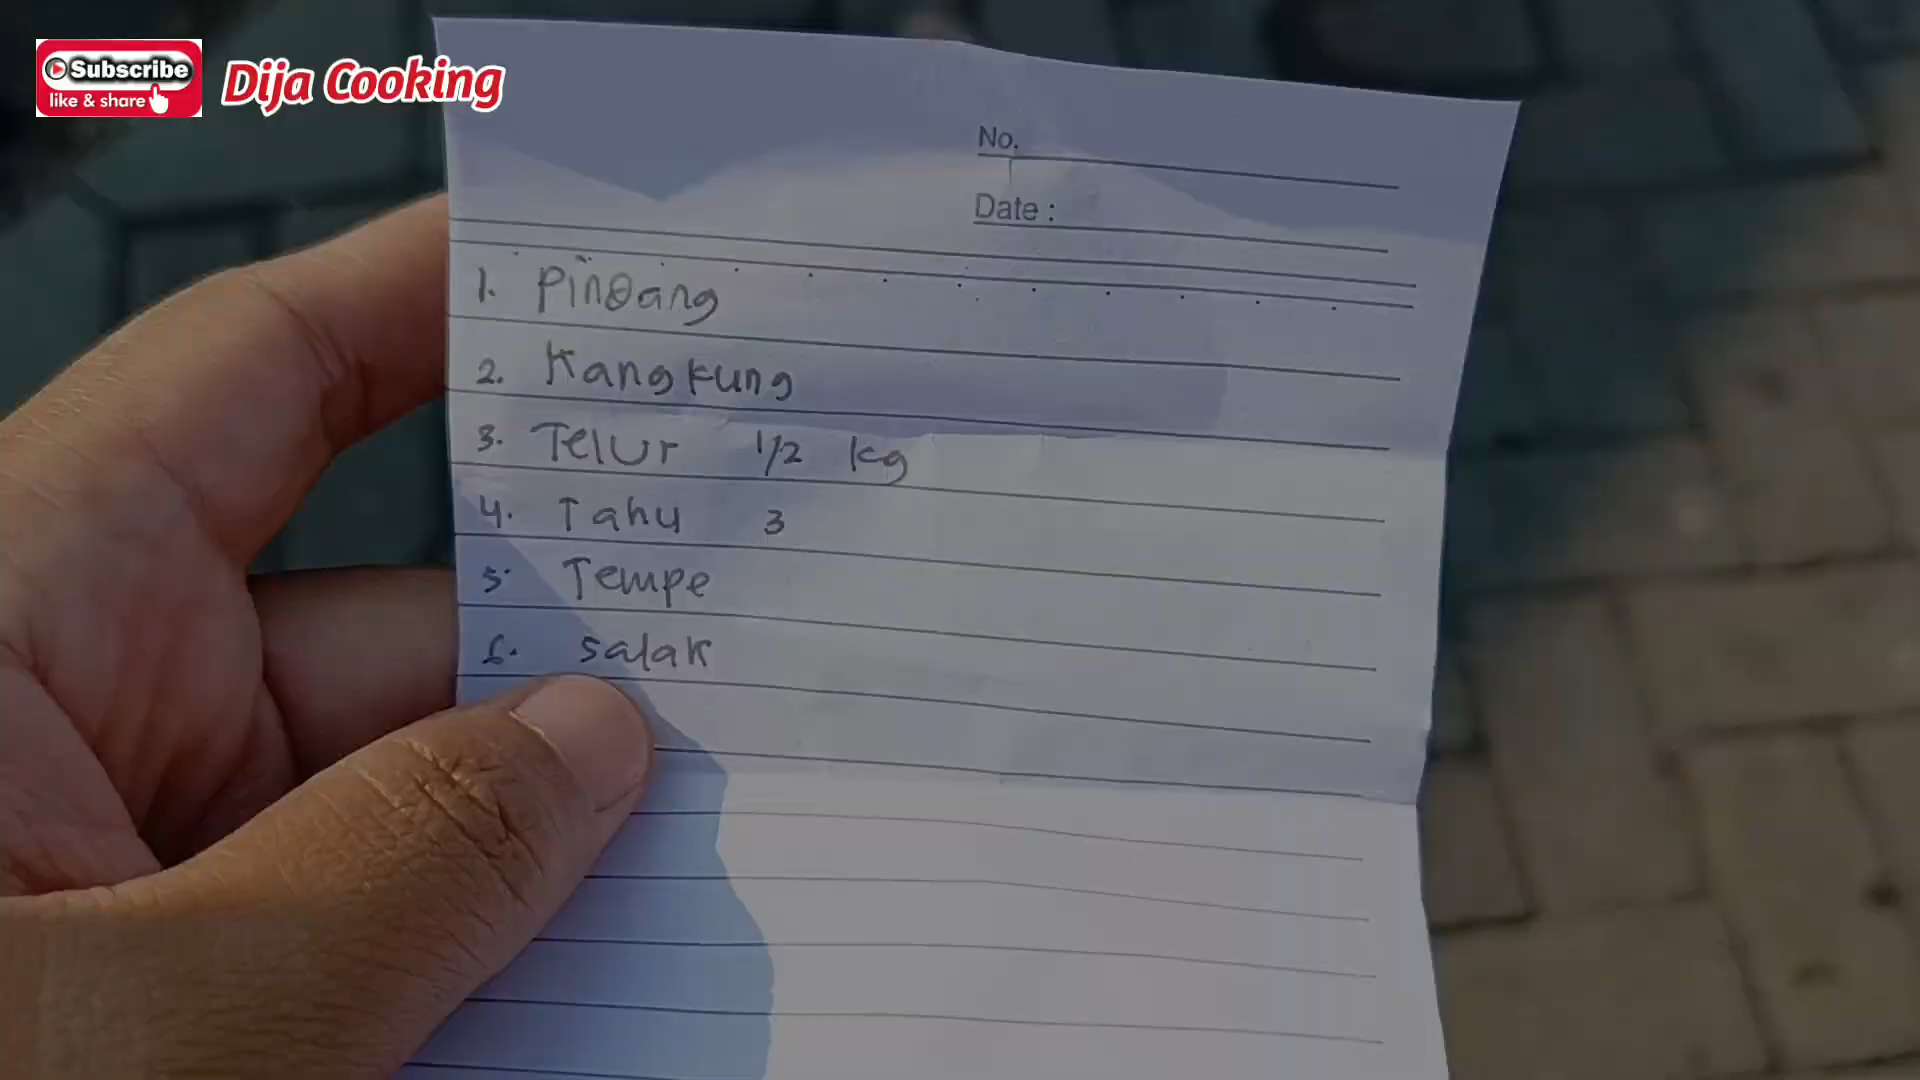 Subscribe
like & share
Dija Cooking
No.
Date :
1. Pindang
2. Kangkung
3. Telur 1/2 kg
4. Tahu 3
5. Tempe
6. Salak